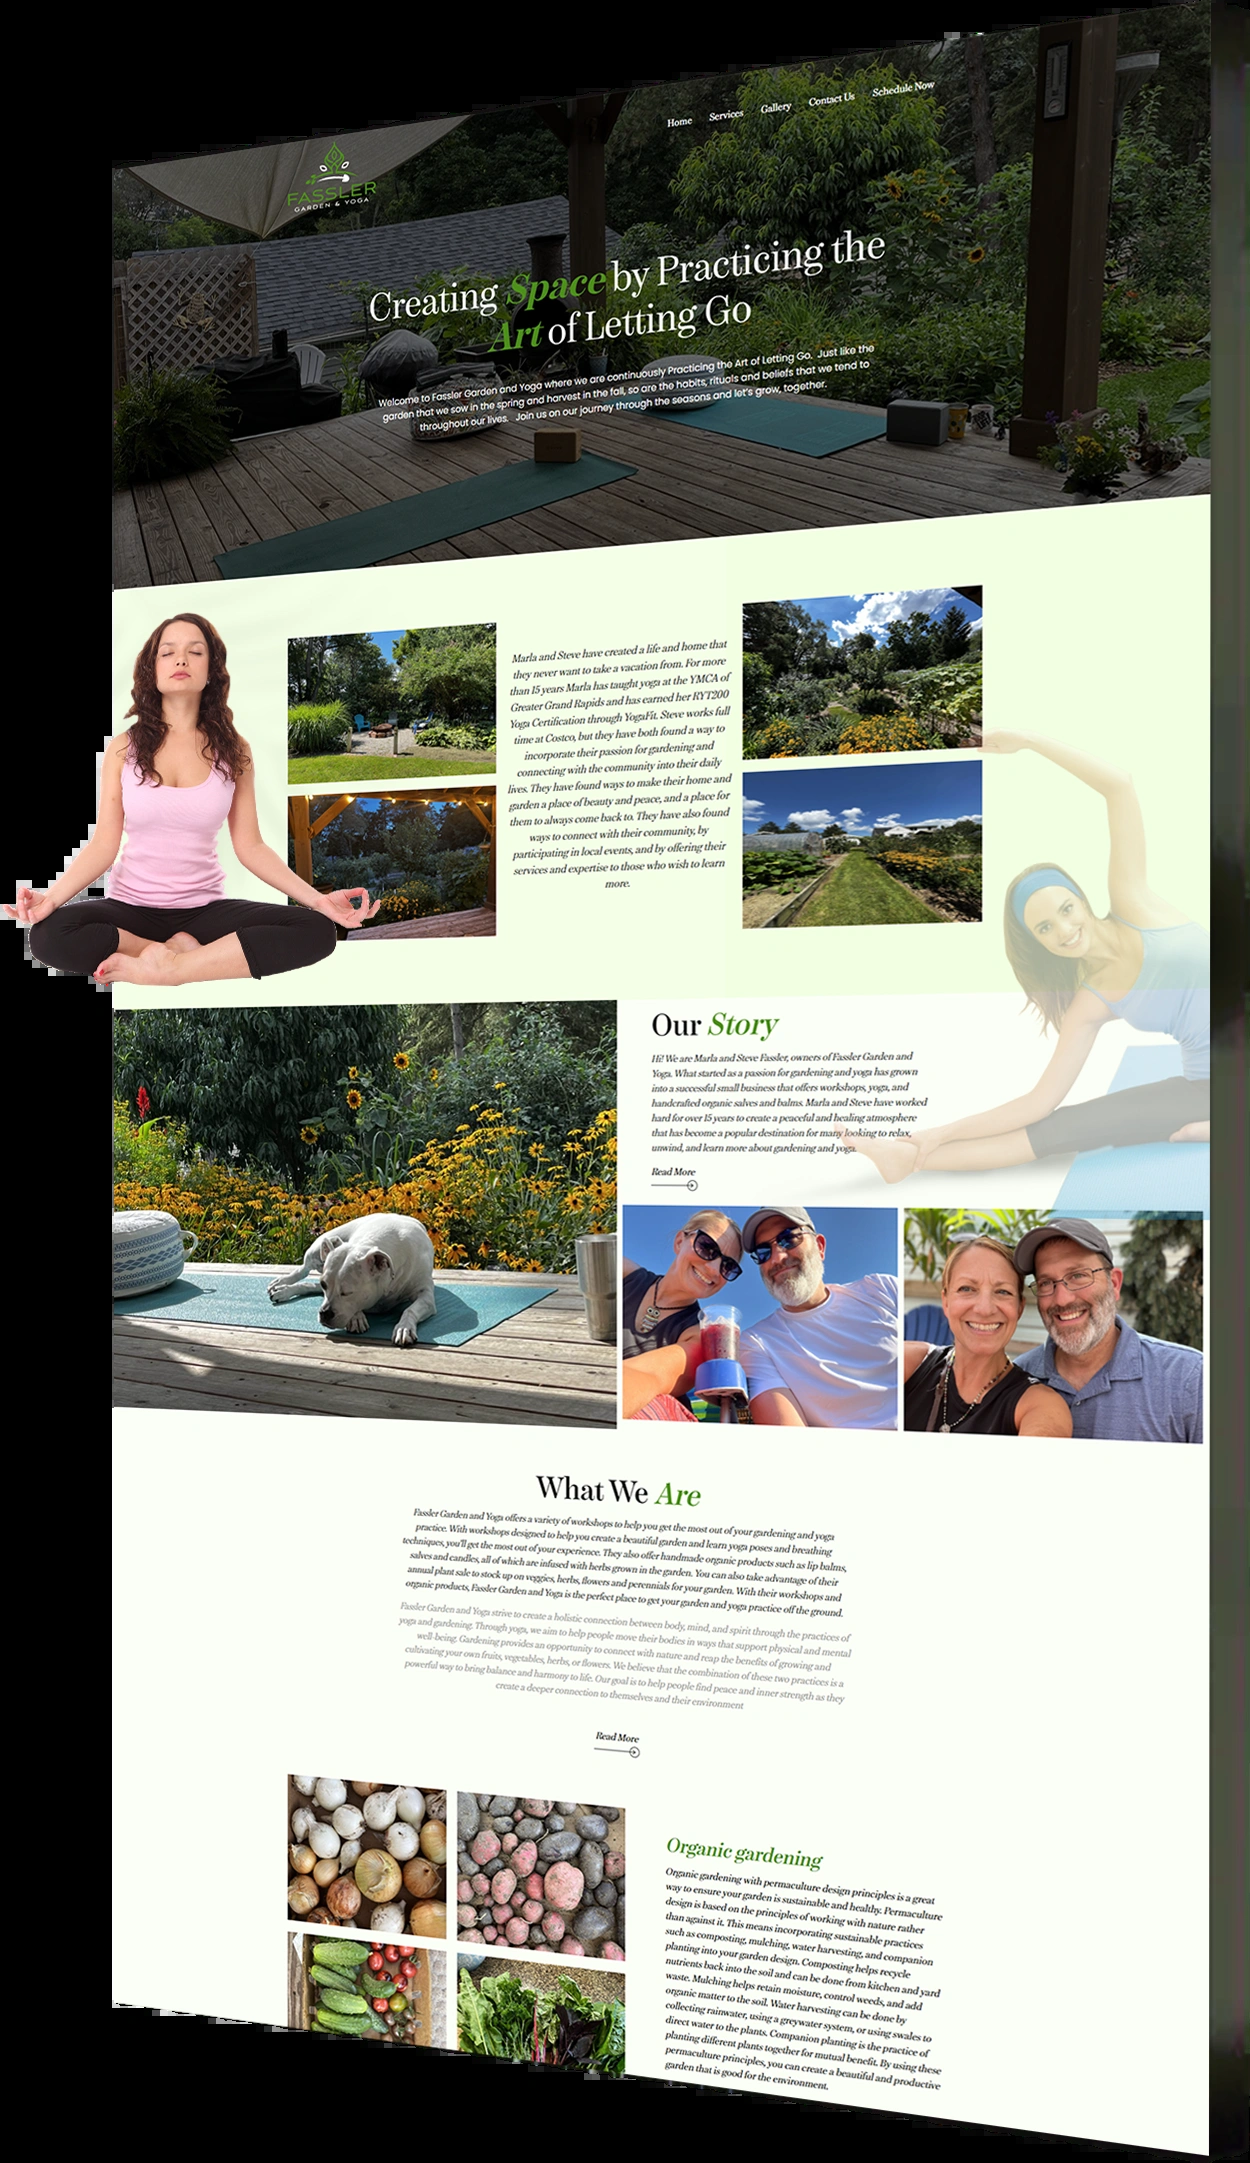 Home Services Gallery Contact Us Schedule Now
FASSLER
GARDEN & YOGA
Creating Space by Practicing the
Art of Letting Go
Welcome to Fassler Garden and Yoga where we are continuously Practicing the Art of Letting Go. Just like the
garden that we sow in the spring and harvest in the fall, so are the habits, rituals and beliefs that we tend to
throughout our lives. Join us on our journey through the seasons and let's grow, together.
Marla and Steve have created a life and home that
they never want to take a vacation from. For more
than 15 years Marla has taught yoga at the YMCA of
Greater Grand Rapids and has earned her RYT200
Yoga Certification through YogaFit. Steve works full
time at Costco, but they have both found a way to
incorporate their passion for gardening and
connecting with the community into their daily
lives. They have found ways to make their home and
garden a place of beauty and peace, and a place for
them to always come back to. They have also found
ways to connect with their community, by
participating in local events, and by offering their
services and expertise to those who wish to learn
more.
Our Story
Hi! We are Marla and Steve Fassler, owners of Fassler Garden and
Yoga. What started as a passion for gardening and yoga has grown
into a successful small business that offers workshops, yoga, and
handcrafted organic salves and balms. Marla and Steve have worked
hard for over 15 years to create a peaceful and healing atmosphere
that has become a popular destination for many looking to relax,
unwind, and learn more about gardening and yoga.
Read More
What We Are
Fassler Garden and Yoga offers a variety of workshops to help you get the most out of your gardening and yoga
practice. With workshops designed to help you create a beautiful garden and learn yoga poses and breathing
techniques, you'll get the most out of your experience. They also offer handmade organic products such as lip balms,
salves and candles, all of which are infused with herbs grown in the garden. You can also take advantage of their
annual plant sale to stock up on veggies, herbs, flowers and perennials for your garden. With their workshops and
organic products, Fassler Garden and Yoga is the perfect place to get your garden and yoga practice off the ground.
Fassler Garden and Yoga strive to create a holistic connection between body, mind, and spirit through the practices of
yoga and gardening. Through yoga, we aim to help people move their bodies in ways that support physical and mental
well-being. Gardening provides an opportunity to connect with nature and reap the benefits of growing and
cultivating your own fruits, vegetables, herbs, or flowers. We believe that the combination of these two practices is a
powerful way to bring balance and harmony to life. Our goal is to help people find peace and inner strength as they
create a deeper connection to themselves and their environment
Read More
Organic gardening
Organic gardening with permaculture design principles is a great
way to ensure your garden is sustainable and healthy. Permaculture
design is based on the principles of working with nature rather
than against it. This means incorporating sustainable practices
such as composting, mulching, water harvesting, and companion
planting into your garden design. Composting helps recycle
nutrients back into the soil and can be done from kitchen and yard
waste. Mulching helps retain moisture, control weeds, and add
organic matter to the soil. Water harvesting can be done by
collecting rainwater, using a greywater system, or using swales to
direct water to the plants. Companion planting is the practice of
planting different plants together for mutual benefit. By using these
permaculture principles, you can create a beautiful and productive
garden that is good for the environment.